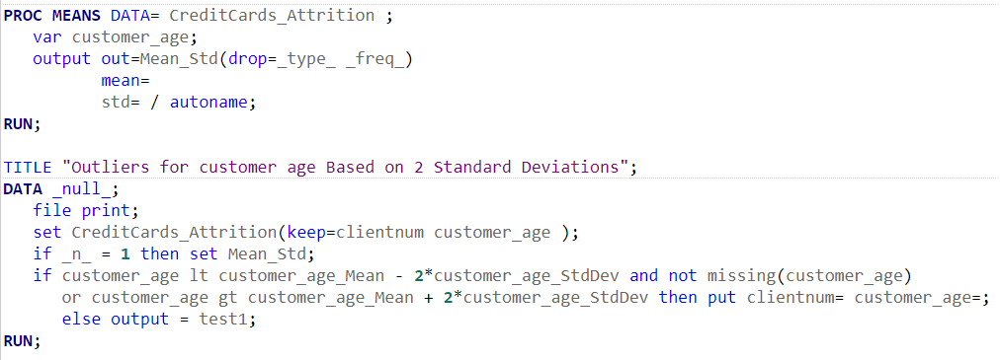 PROC MEANS DATA= CreditCards_Attrition ;
var customer_age;
output out=Mean_Std(drop=_type_ _freq_)
mean=
std= / autoname;
RUN;
TITLE "Outliers for customer age Based on 2 Standard Deviations";
DATA _null_;
file print;
set CreditCards_Attrition(keep=clientnum customer_age );
if _n_ = 1 then set Mean_Std;
if customer_age lt customer_age_Mean - 2*customer_age_StdDev and not missing(customer_age)
or customer_age gt customer_age_Mean + 2*customer_age_StdDev then put clientnum= customer_age=;
else output = test1;
RUN;